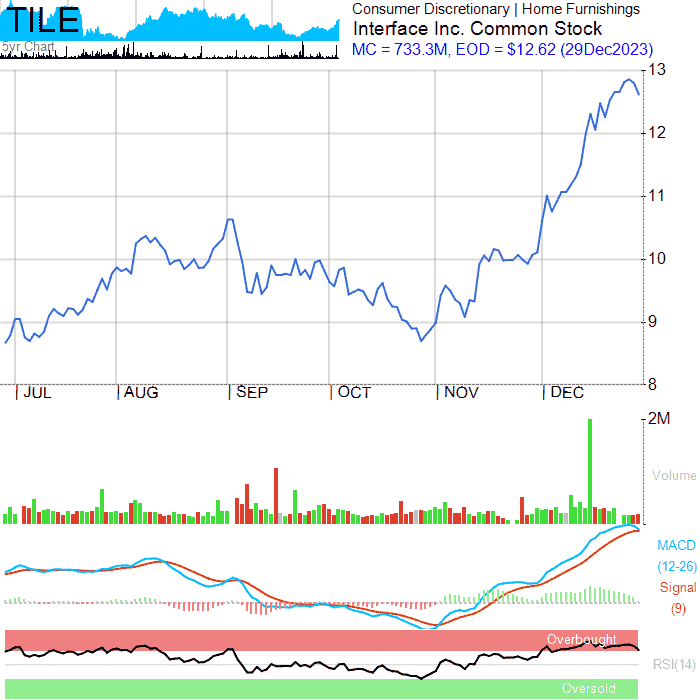 TILE
5yr Chart
Consumer Discretionary | Home Furnishings
Interface Inc. Common Stock
MC = 733.3M, EOD = $12.62 (29Dec2023)
13
12
11
10
9
8
JUL
AUG
SEP
OCT
NOV
DEC
2M
Volume
MACD
(12-26)
Signal
(9)
Overbought
RSI(14)
Oversold